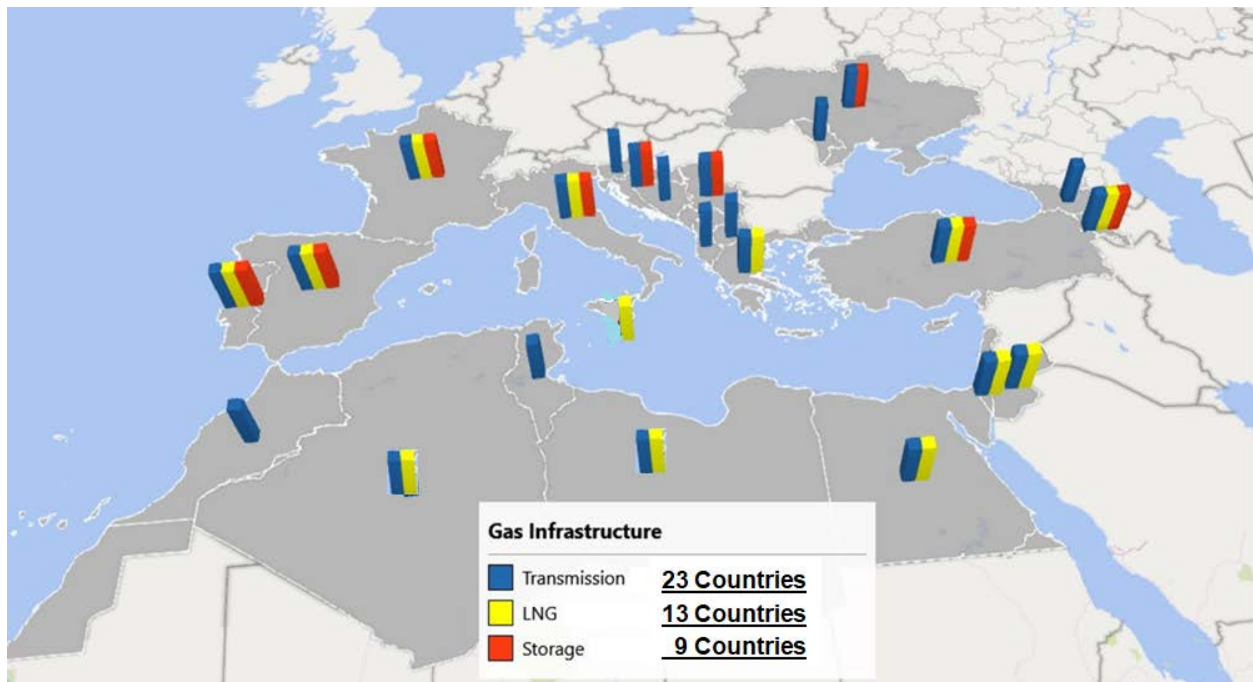 Gas Infrastructure
Transmission 23 Countries
LNG 13 Countries
Storage 9 Countries